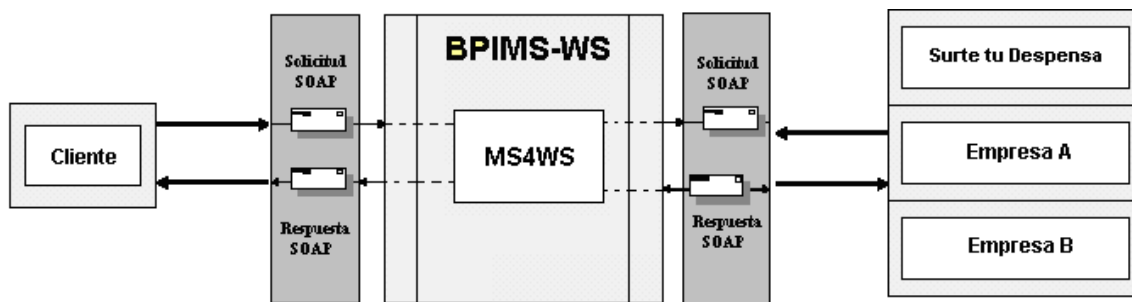 Cliente
Solicitud
SOAP
Respuesta
SOAP
BPIMS-WS
MS4WS
Solicitud
SOAP
Respuesta
SOAP
Surte tu Despensa
Empresa A
Empresa B